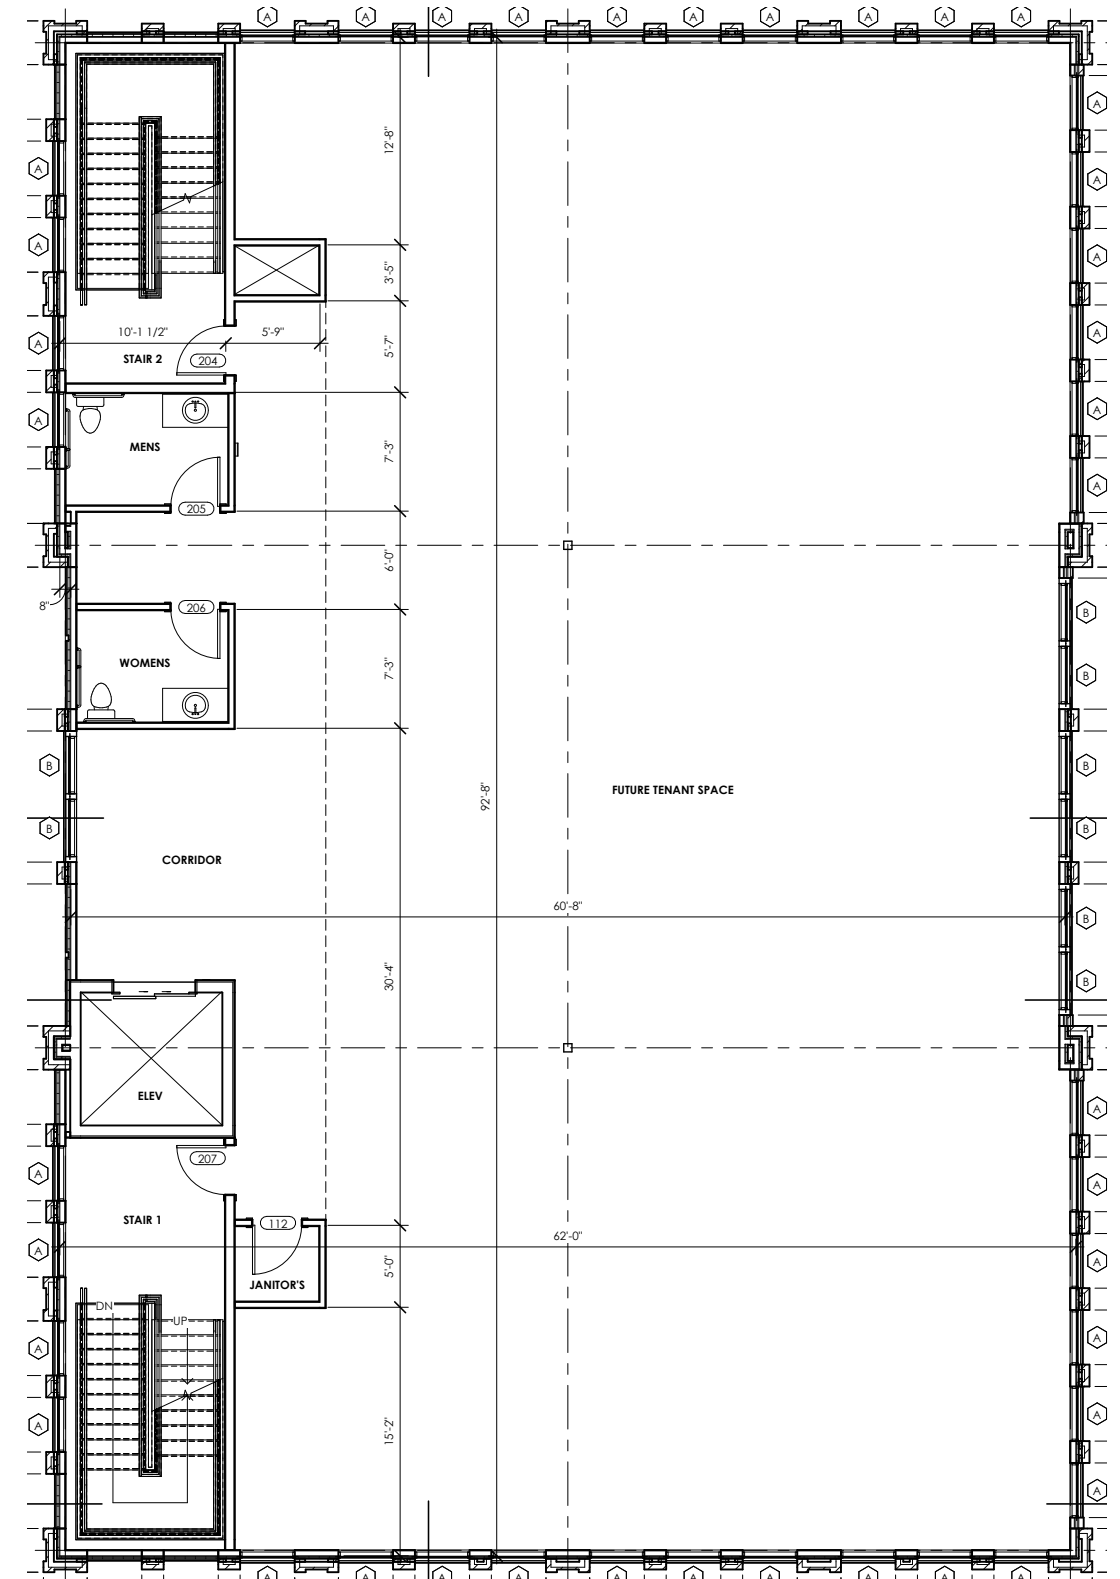 A A A A A A A A A A
A
A
A
A
A
A
A
A
A
A
12'-8"
3'-5"
10'-1 1/2"
5'-9"
5'-7"
STAIR 2
204
MENS
7'-3"
205
6'-0"
8"
206
WOMENS
7'-3"
B
B
B
B
B
B
92'-8"
FUTURE TENANT SPACE
CORRIDOR
60'-8"
30'-4"
ELEV
207
STAIR 1
112
62'-0"
JANITOR'S
5'-0"
DN
UP
15'-2"
A
A
A
A
A
A
A
A
A
A
A A A A A A A A A A